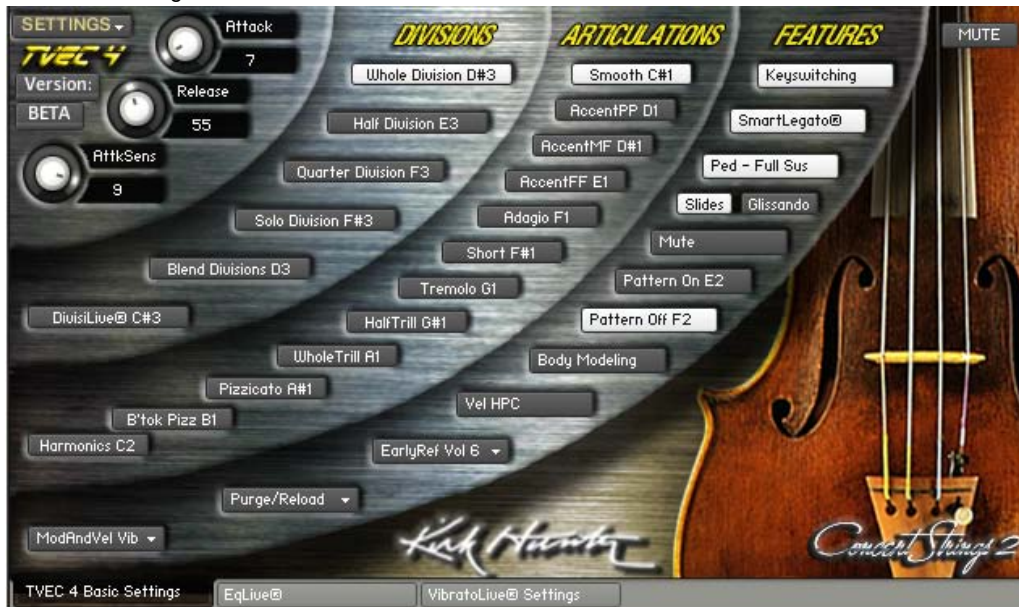 SETTINGS
Attack
7
TVEC 4
Version:
BETA
Release
55
AttkSens
9
DIVISIONS
Whole Division D#3
Half Division E3
Quarter Division F3
Solo Division F#3
Blend Divisions D3
DivisiLive® C#3
ARTICULATIONS
Smooth C#1
AccentPP D1
AccentMF D#1
AccentFF E1
Adagio F1
Short F#1
Tremolo G1
HalfTrill G#1
WholeTrill A1
Pizzicato A#1
B'tok Pizz B1
Harmonics C2
FEATURES
Keyswitching
SmartLegato®
Ped - Full Sus
Slides Glissando
Mute
Pattern On E2
Pattern Off F2
Body Modeling
Vel HPC
EarlyRef Vol 6
Purge/Reload
ModAndVel Vib
MUTE
Kirk Hunter
Concert Strings 2
TVEC 4 Basic Settings
EqLive®
VibratoLive® Settings